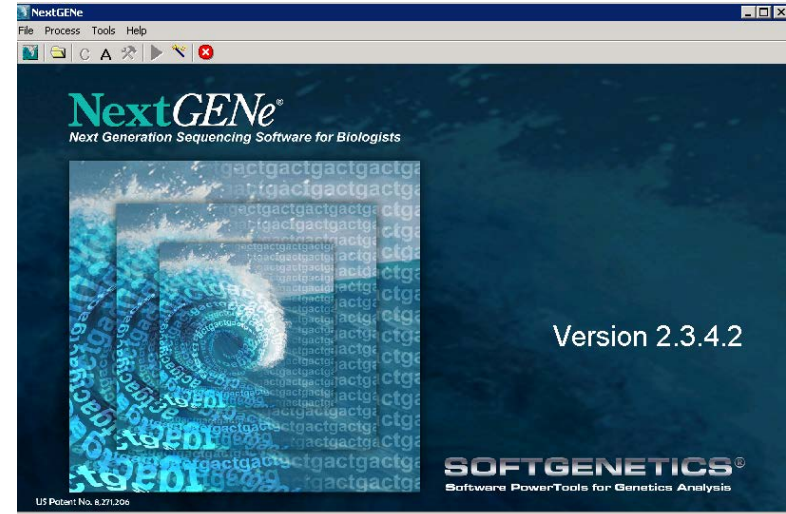 NextGENe
File Process Tools Help
C A
NextGENe®
Next Generation Sequencing Software for Biologists
Version 2.3.4.2
SOFTGENETICS®
Software PowerTools for Genetics Analysis
US Patent No. 8,271,206